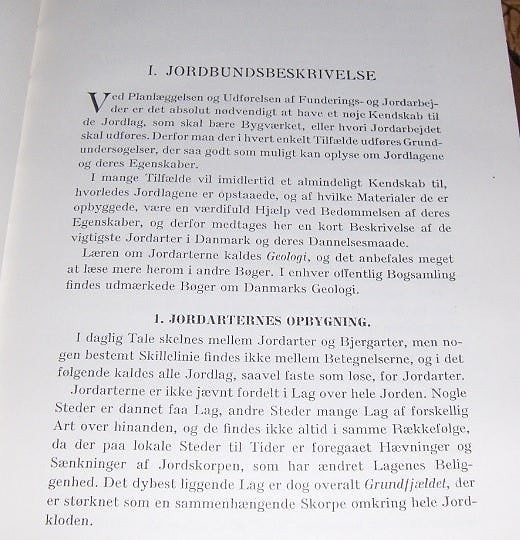 I. JORDBUNDSBESKRIVELSE
Ved Planlæggelsen og Udførelsen af Funderings- og Jordarbej-
der er det absolut nødvendigt at have et nøje Kendskab til
de Jordlag, som skal bære Bygværket, eller hvori Jordarbejdet
skal udføres. Derfor maa der i hvert enkelt Tilfælde udføres Grund-
undersøgelser, der saa godt som muligt kan oplyse om Jordlagene
og deres Egenskaber.
I mange Tilfælde vil imidlertid et almindeligt Kendskab til,
hvorledes Jordlagene er opstaaede, og af hvilke Materialer de er
opbyggede, være en værdifuld Hjælp ved Bedømmelsen af deres
Egenskaber, og derfor medtages her en kort Beskrivelse af de
vigtigste Jordarter i Danmark og deres Dannelsesmaade.
Læren om Jordarterne kaldes Geologi, og det anbefales meget
at læse mere herom i andre Bøger. I enhver offentlig Bogsamling
findes udmærkede Bøger om Danmarks Geologi.
1. JORDARTERNES OPBYGNING.
I daglig Tale skelnes mellem Jordarter og Bjergarter, men no-
gen bestemt Skillelinie findes ikke mellem Betegnelserne, og i det
følgende kaldes alle Jordlag, saavel faste som løse, for Jordarter.
Jordarterne er ikke jævnt fordelt i Lag over hele Jorden. Nogle
Steder er dannet faa Lag, andre Steder mange Lag af forskellig
Art over hinanden, og de findes ikke altid i samme Rækkefølge,
da der paa lokale Steder til Tider er foregaaet Hævninger og
Sænkninger af Jordskorpen, som har ændret Lagenes Belig-
genhed. Det dybest liggende Lag er dog overalt Grundfjældet, der
er størknet som en sammenhængende Skorpe omkring hele Jord-
kloden.